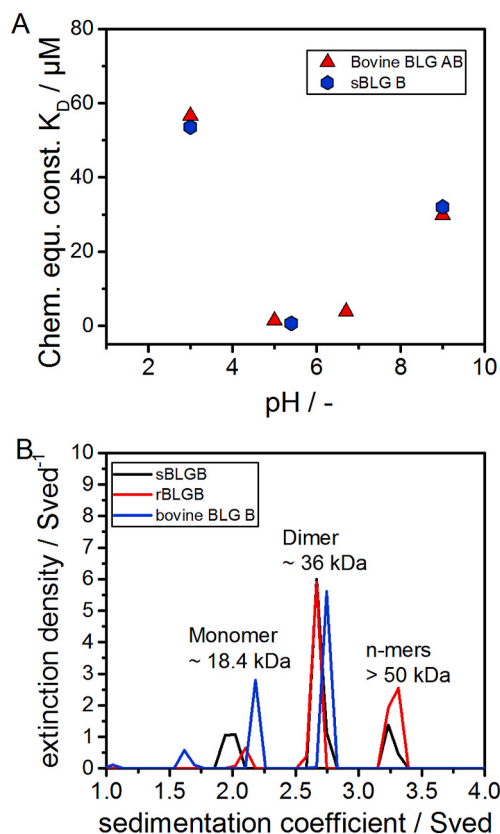 A
Chem. equ. const. K_D / µM
80
60
40
20
0
Bovine BLG AB
sBLG B
2 4 6 8 10
pH / -
B
extinction density / Sved⁻¹
10
9
8
7
6
5
4
3
2
1
0
sBLGB
rBLGB
bovine BLG B
Dimer
~ 36 kDa
Monomer
~ 18.4 kDa
n-mers
> 50 kDa
1.0 1.5 2.0 2.5 3.0 3.5 4.0
sedimentation coefficient / Sved